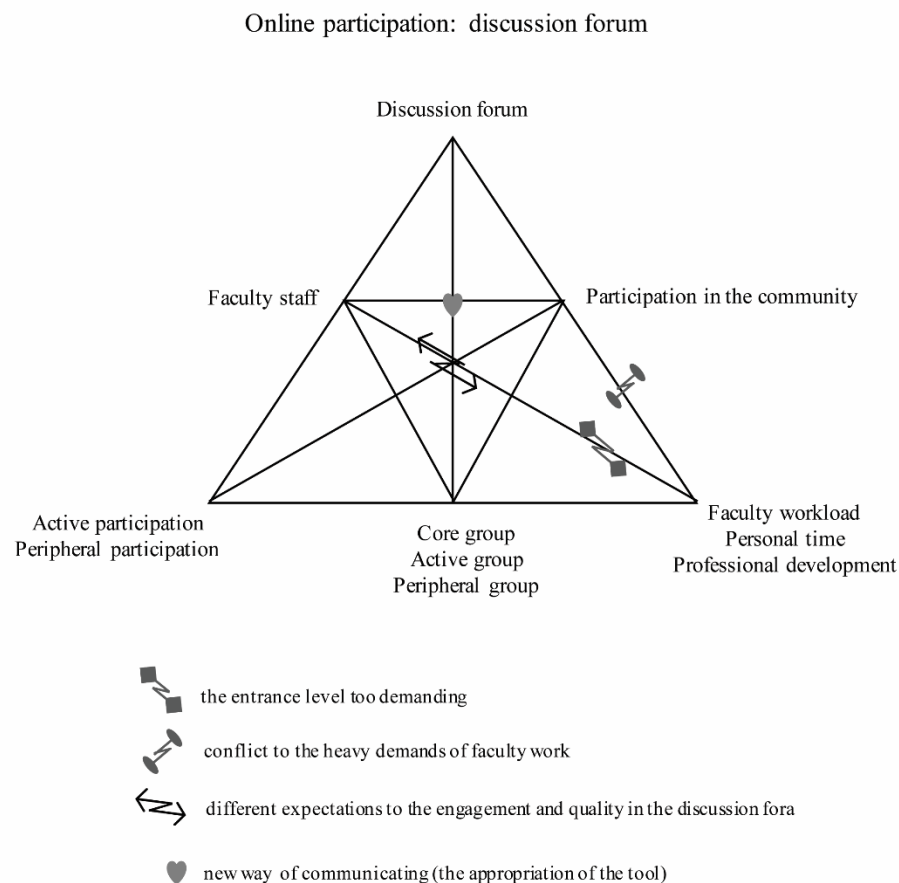 Online participation: discussion forum
Discussion forum
Faculty staff
Participation in the community
Active participation
Peripheral participation
Core group
Active group
Peripheral group
Faculty workload
Personal time
Professional development
the entrance level too demanding
conflict to the heavy demands of faculty work
different expectations to the engagement and quality in the discussion fora
new way of communicating (the appropriation of the tool)